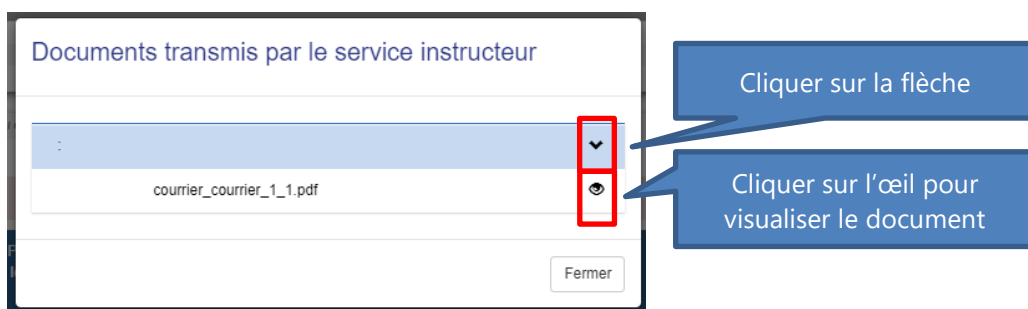 Documents transmis par le service instructeur
Cliquer sur la flèche
:
courrier_courrier_1_1.pdf
Cliquer sur l'œil pour
visualiser le document
Fermer